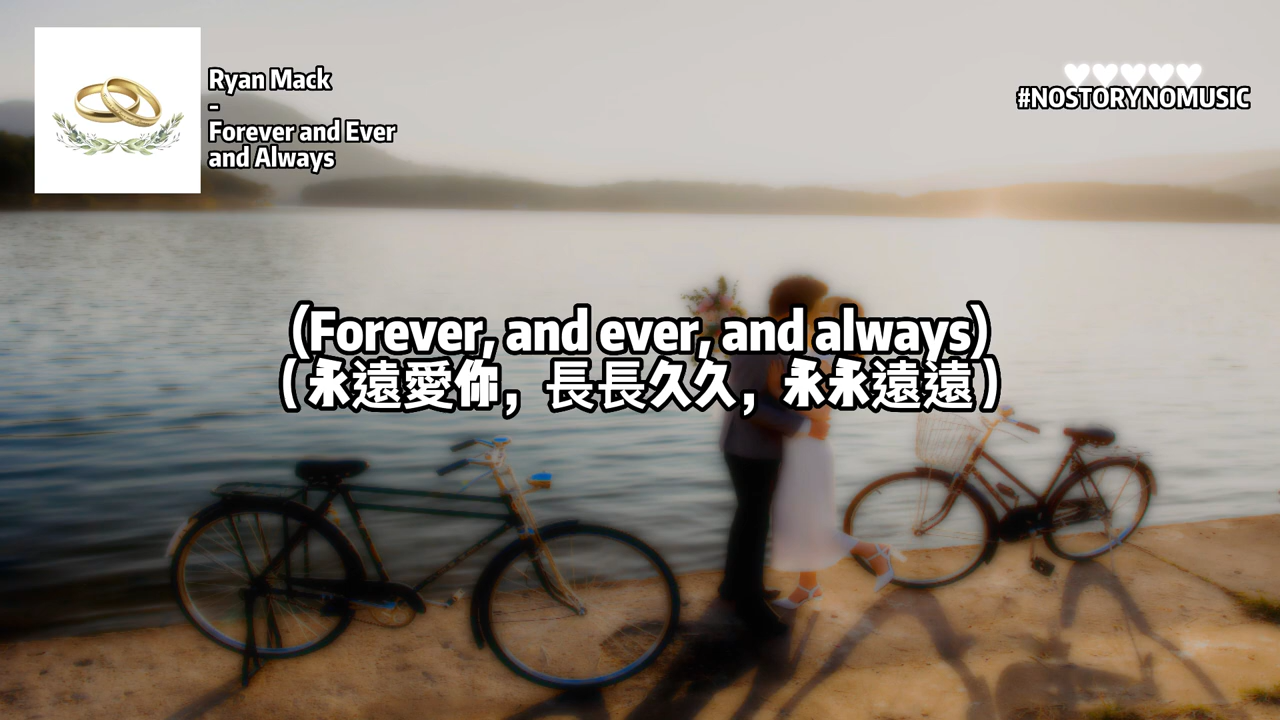 Ryan Mack
-
Forever and Ever
and Always
♥♥♥♥♥
#NOSTORYNOMUSIC
(Forever, and ever, and always)
(永遠愛你，長長久久，永永遠遠)